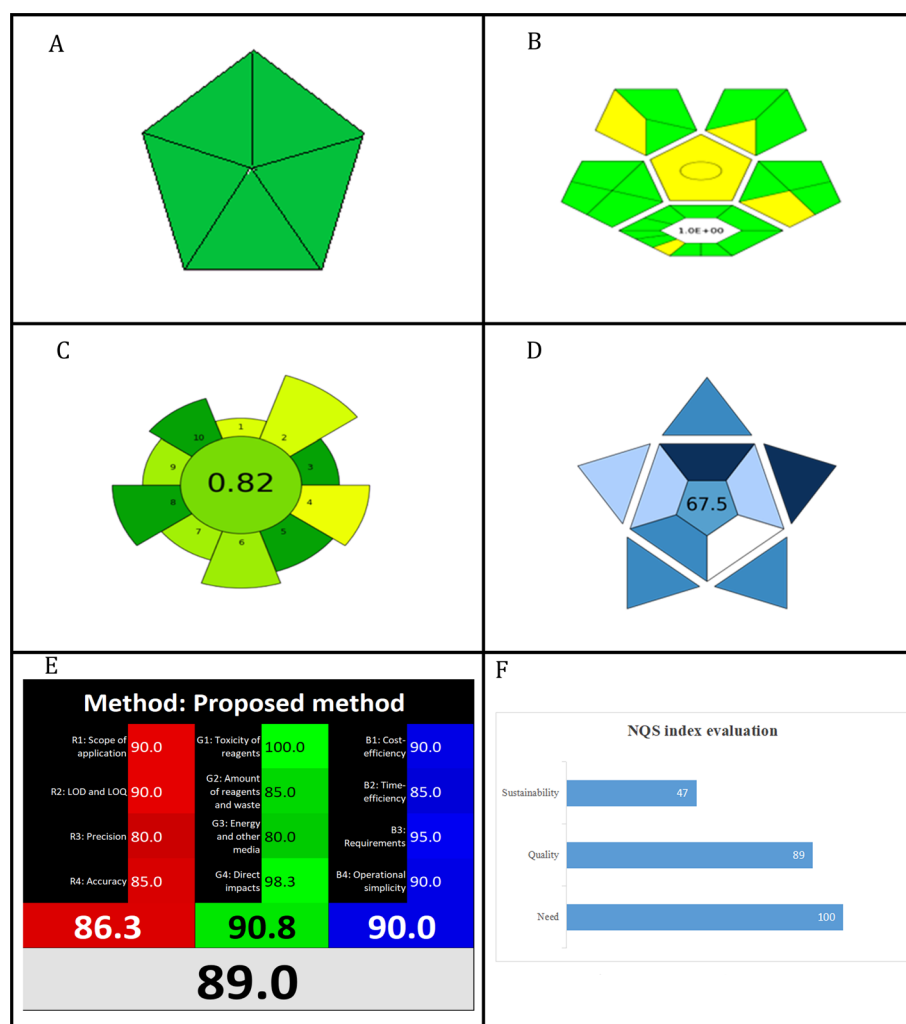 A
B
1.0E+00
C
1
2
3
4
5
6
7
8
9
10
0.82
D
67.5
E
Method: Proposed method
R1: Scope of
application
90.0
G1: Toxicity of
reagents
100.0
B1: Cost-
efficiency
90.0
R2: LOD and LOQ
90.0
G2: Amount
of reagents
and waste
85.0
B2: Time-
efficiency
85.0
R3: Precision
80.0
G3: Energy
and other
media
80.0
B3:
Requirements
95.0
R4: Accuracy
85.0
G4: Direct
impacts
98.3
B4: Operational
simplicity
90.0
86.3
90.8
90.0
89.0
F
NQS index evaluation
Sustainability
47
Quality
89
Need
100